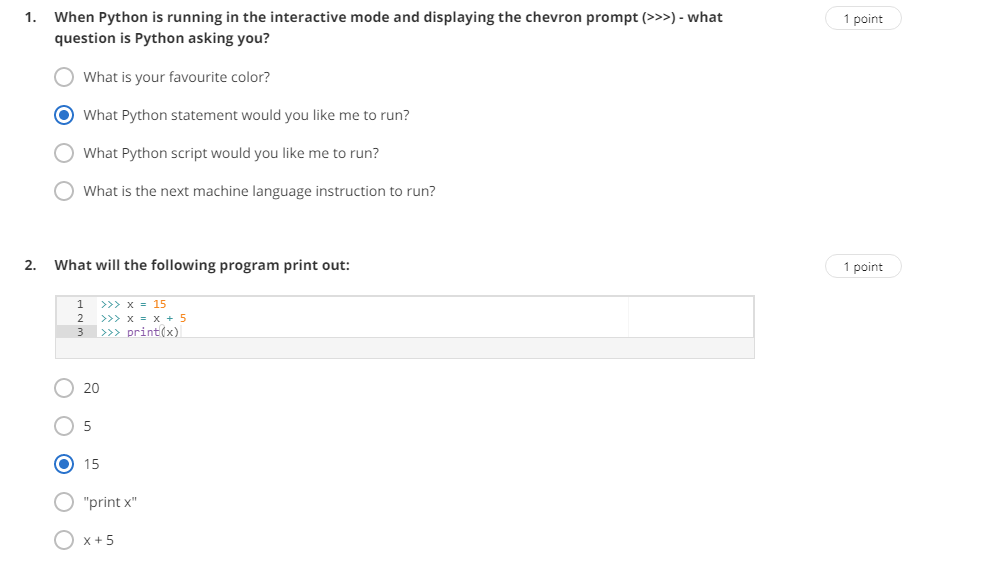 1. When Python is running in the interactive mode and displaying the chevron prompt (>>>) - what 1 point
question is Python asking you?
What is your favourite color?
What Python statement would you like me to run?
What Python script would you like me to run?
What is the next machine language instruction to run?
2. What will the following program print out: 1 point
1 >>> x = 15
2 >>> x = x + 5
3 >>> print(x)
20
5
15
"print x"
x + 5